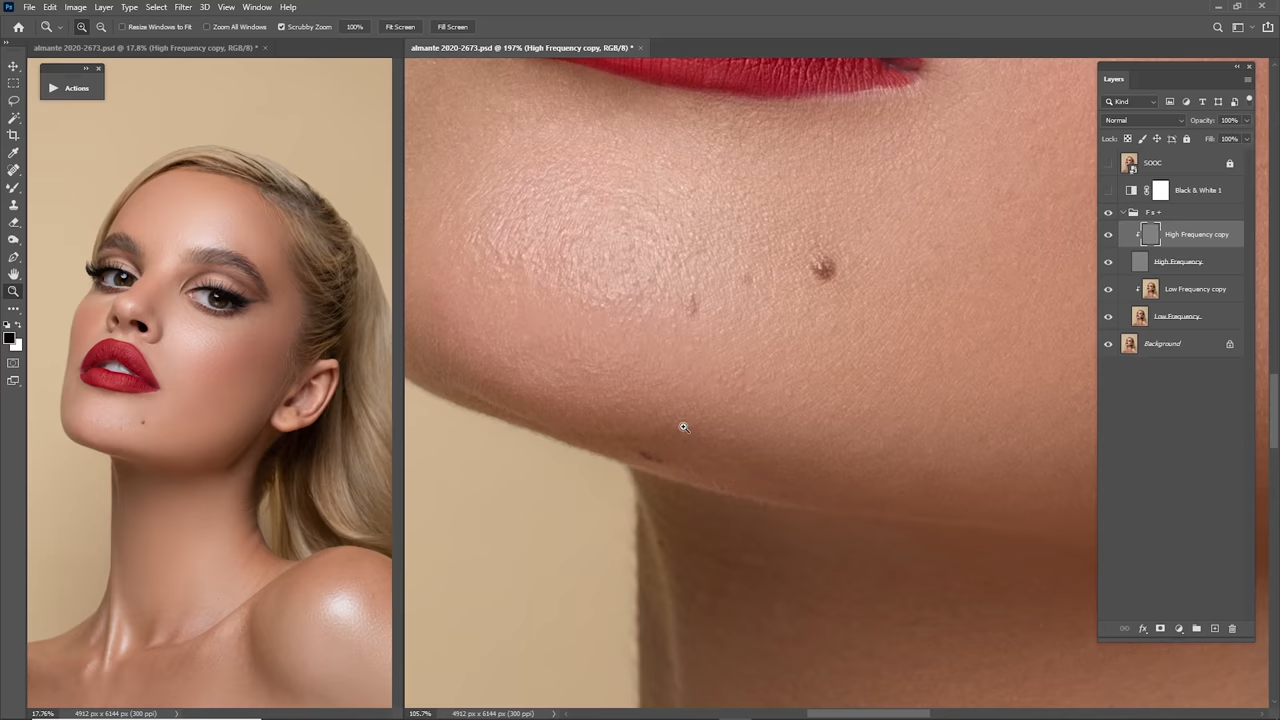 File Edit Image Layer Type Select Filter 3D View Window Help
Resize Windows to Fit Zoom All Windows Scrubby Zoom 100% Fit Screen Fill Screen
almante 2020-2673.psd @ 17.8% (High Frequency copy, RGB/8) *
almante 2020-2673.psd @ 197% (High Frequency copy, RGB/8) *
Actions
Layers
Kind
Normal Opacity: 100%
Lock: Fill: 100%
SOOC
Black & White 1
F s +
High Frequency copy
High Frequency
Low Frequency copy
Low Frequency
Background
fx
17.76% 4912 px x 6144 px (300 ppi)
105.7% 4912 px x 6144 px (300 ppi)